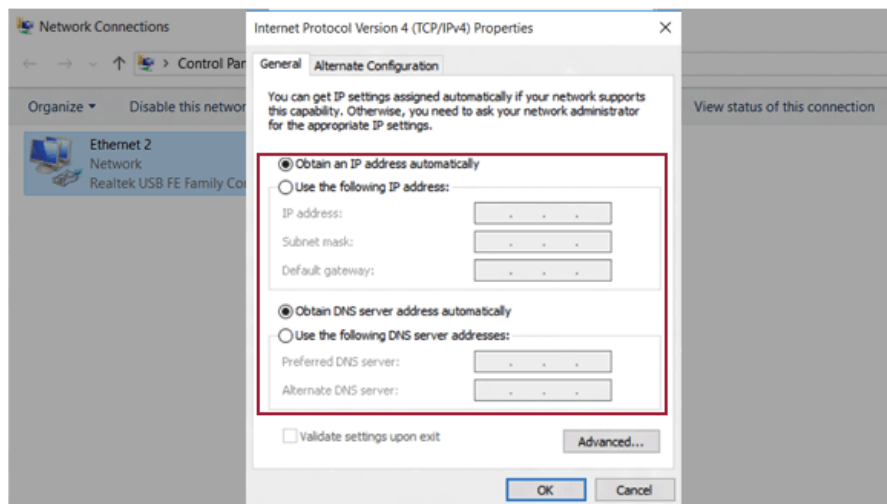 Network Connections
Internet Protocol Version 4 (TCP/IPv4) Properties
Control Par
General
Alternate Configuration
Organize
Disable this networ
View status of this connection
You can get IP settings assigned automatically if your network supports
this capability. Otherwise, you need to ask your network administrator
for the appropriate IP settings.
Ethernet 2
Network
Realtek USB FE Family Co
Obtain an IP address automatically
Use the following IP address:
IP address:
Subnet mask:
Default gateway:
Obtain DNS server address automatically
Use the following DNS server addresses:
Preferred DNS server:
Alternate DNS server:
Validate settings upon exit
Advanced...
OK
Cancel